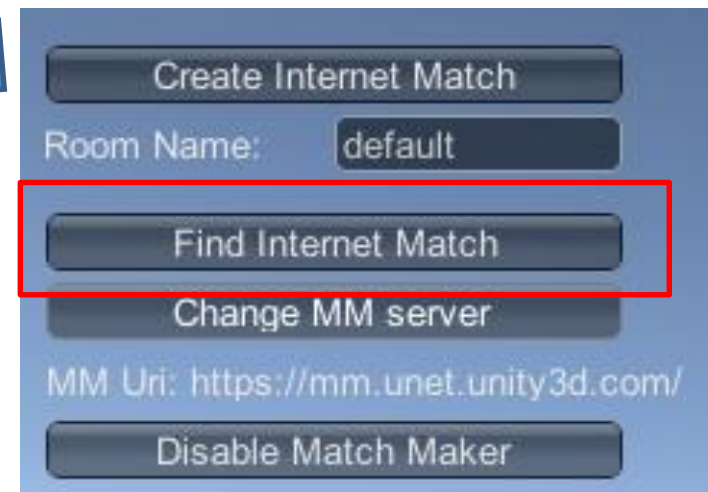 Create Internet Match
Room Name: default
Find Internet Match
Change MM server
MM Uri: https://mm.unet.unity3d.com/
Disable Match Maker